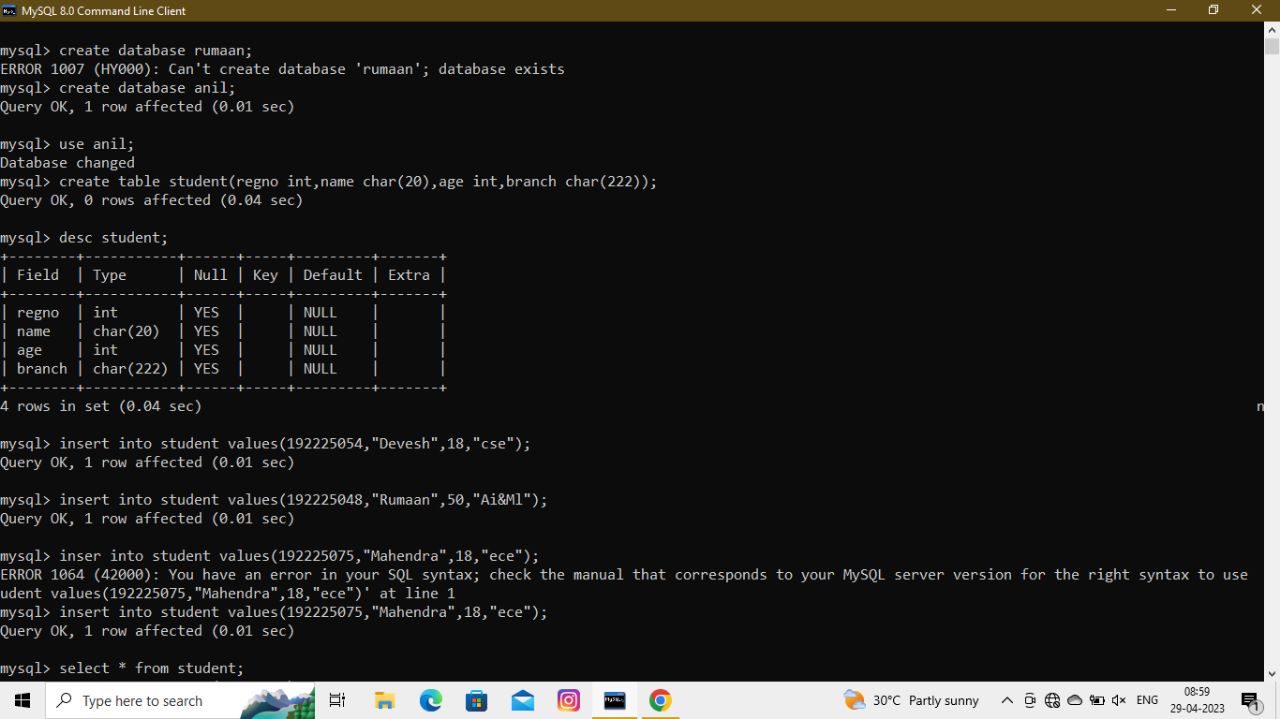 MySQL 8.0 Command Line Client
mysql> create database rumaan;
ERROR 1007 (HY000): Can't create database 'rumaan'; database exists
mysql> create database anil;
Query OK, 1 row affected (0.01 sec)
mysql> use anil;
Database changed
mysql> create table student(regno int,name char(20),age int,branch char(222));
Query OK, 0 rows affected (0.04 sec)
mysql> desc student;
+--------+-----------+------+-----+---------+-------+
| Field  | Type      | Null | Key | Default | Extra |
+--------+-----------+------+-----+---------+-------+
| regno  | int       | YES  |     | NULL    |       |
| name   | char(20)  | YES  |     | NULL    |       |
| age    | int       | YES  |     | NULL    |       |
| branch | char(222) | YES  |     | NULL    |       |
+--------+-----------+------+-----+---------+-------+
4 rows in set (0.04 sec)
n
mysql> insert into student values(192225054,"Devesh",18,"cse");
Query OK, 1 row affected (0.01 sec)
mysql> insert into student values(192225048,"Rumaan",50,"Ai&Ml");
Query OK, 1 row affected (0.01 sec)
mysql> inser into student values(192225075,"Mahendra",18,"ece");
ERROR 1064 (42000): You have an error in your SQL syntax; check the manual that corresponds to your MySQL server version for the right syntax to use
udent values(192225075,"Mahendra",18,"ece")' at line 1
mysql> insert into student values(192225075,"Mahendra",18,"ece");
Query OK, 1 row affected (0.01 sec)
mysql> select * from student;
Type here to search
30°C Partly sunny
ENG
08:59
29-04-2023
1